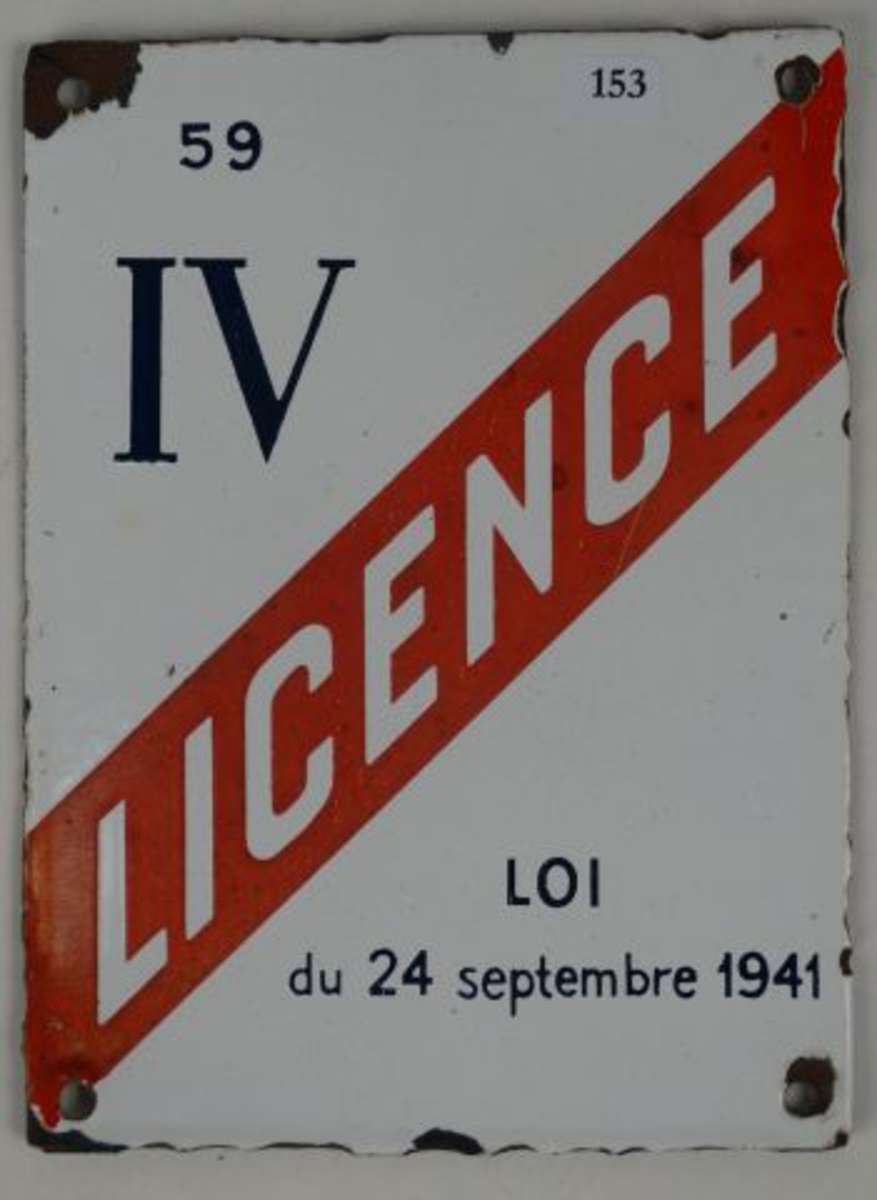 153
59
IV
LICENCE
LOI
du 24 septembre 1941